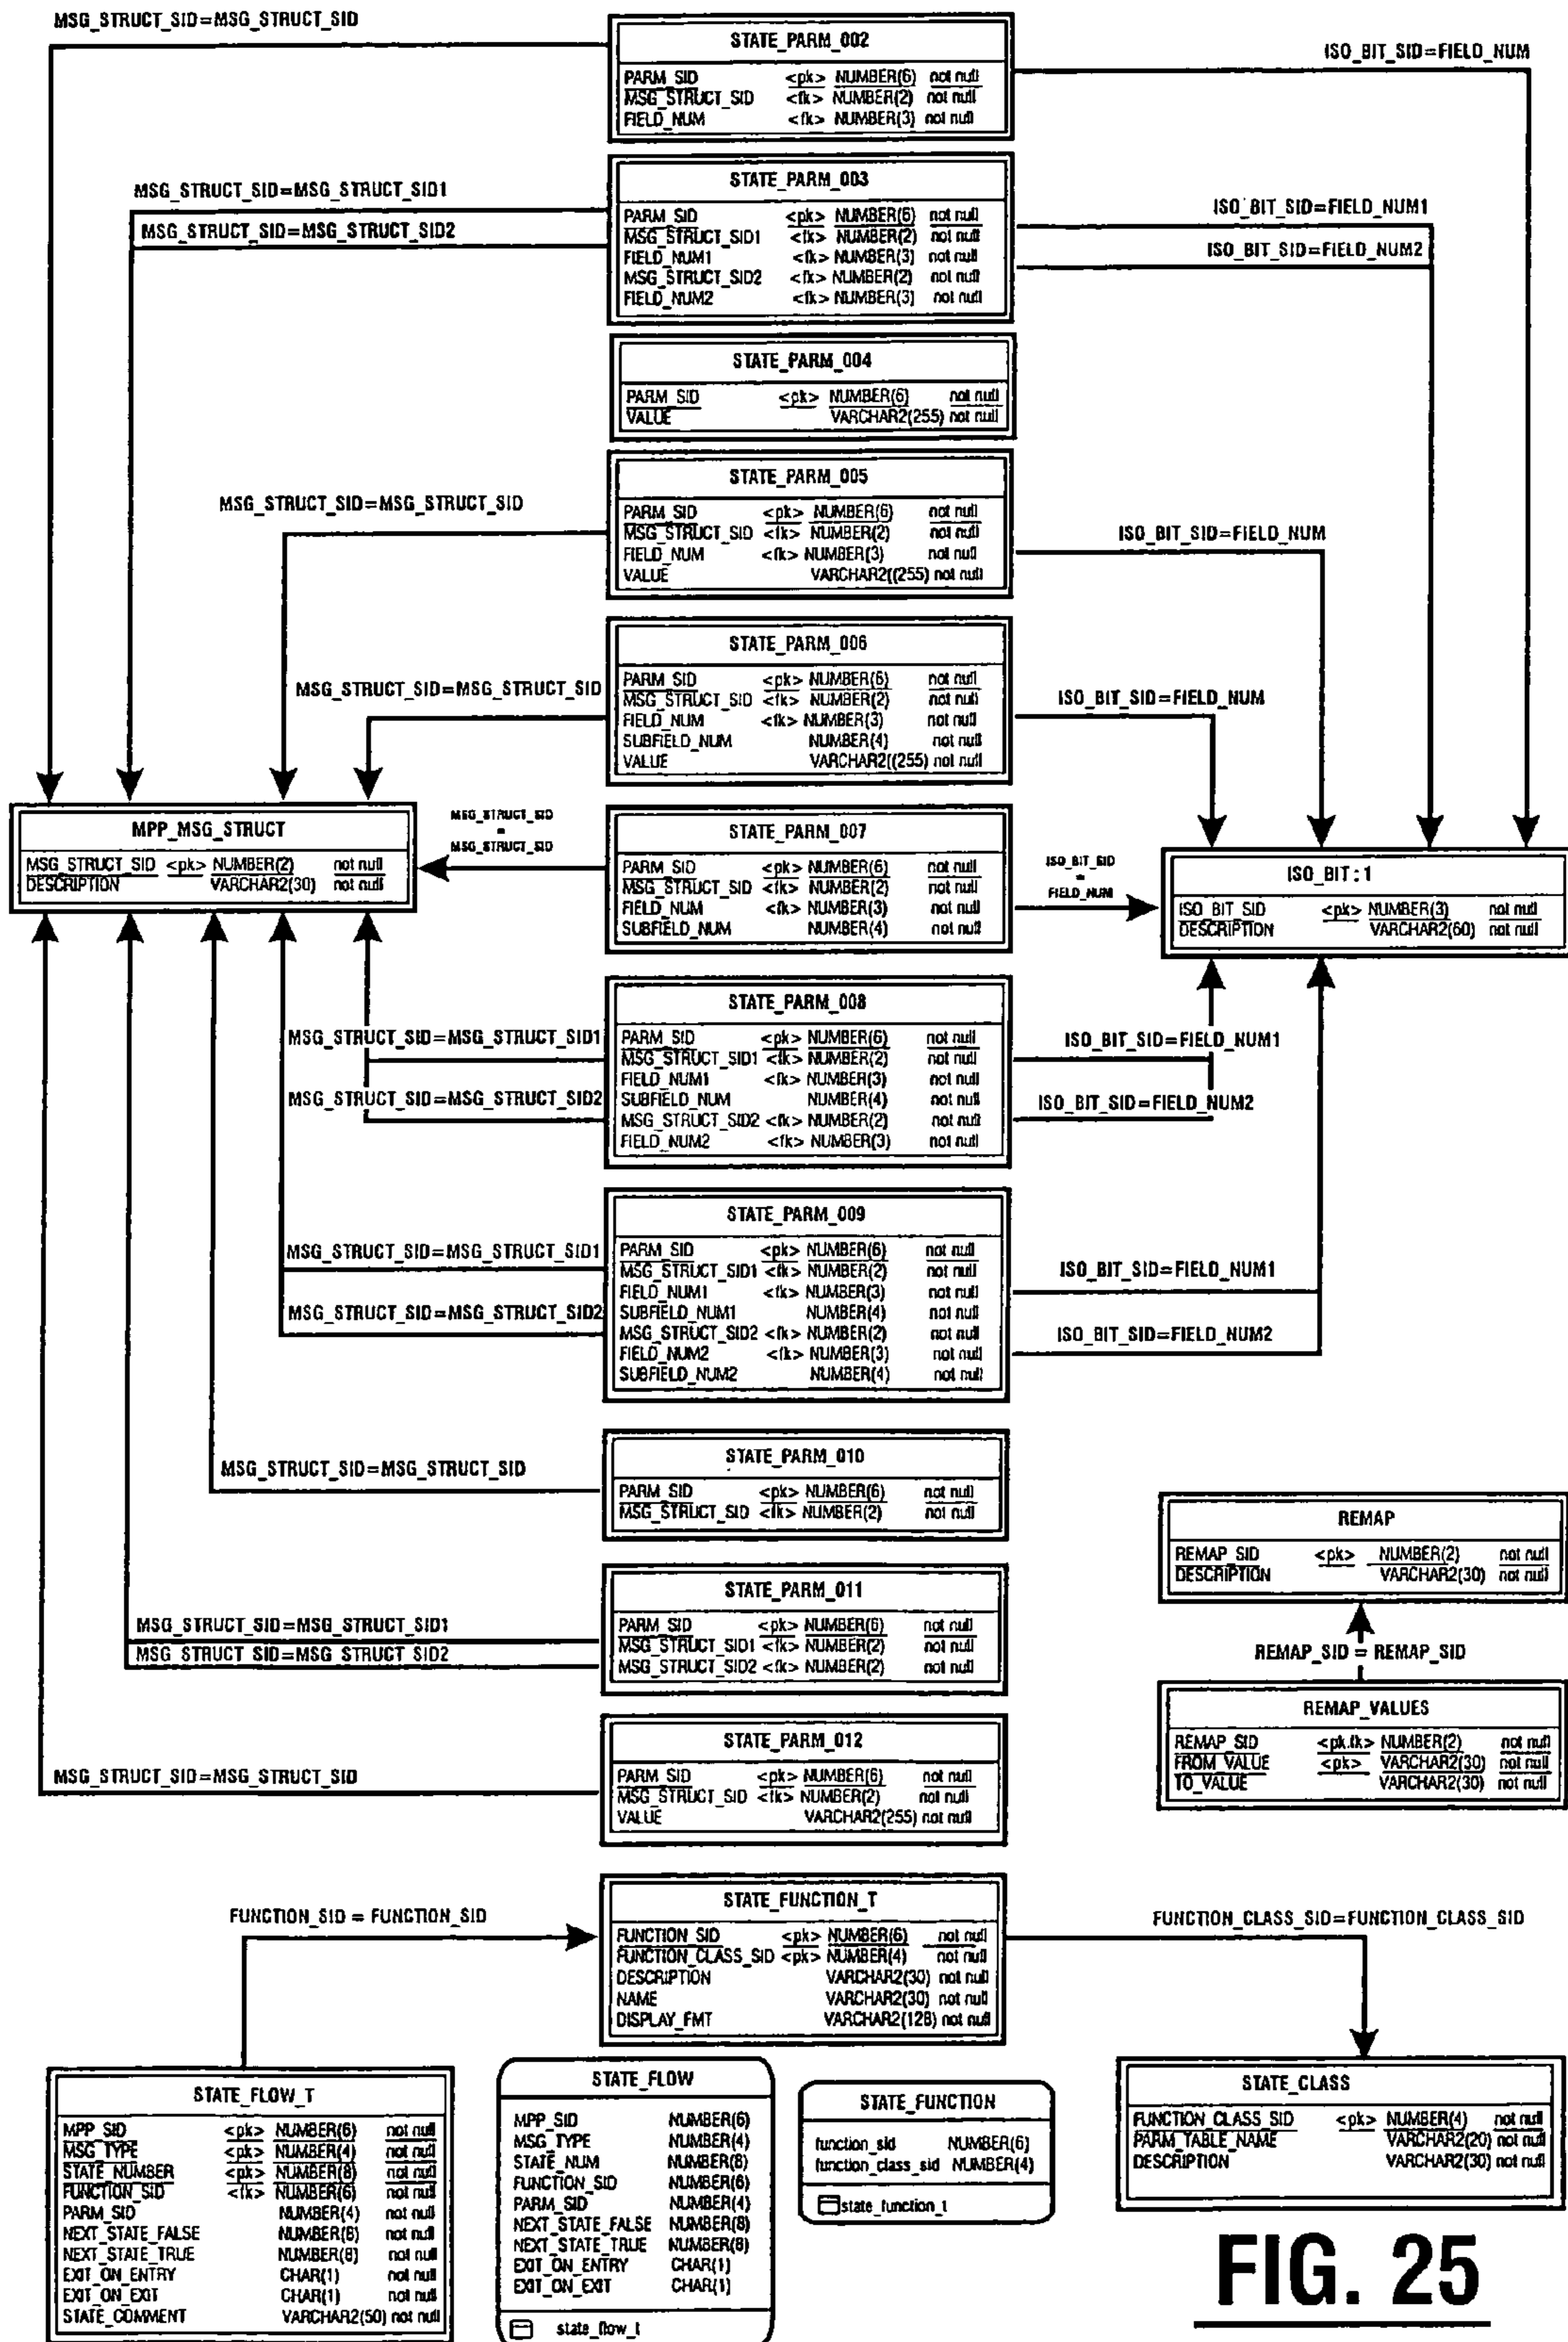 MSG_STRUCT_SID=MSG_STRUCT_SID
STATE_PARM_002
PARM_SID <pk> NUMBER(6) not null
MSG_STRUCT_SID <fk> NUMBER(2) not null
FIELD_NUM <fk> NUMBER(3) not null
ISO_BIT_SID=FIELD_NUM
MSG_STRUCT_SID=MSG_STRUCT_SID1
MSG_STRUCT_SID=MSG_STRUCT_SID2
STATE_PARM_003
PARM_SID <pk> NUMBER(6) not null
MSG_STRUCT_SID1 <fk> NUMBER(2) not null
FIELD_NUM1 <fk> NUMBER(3) not null
MSG_STRUCT_SID2 <fk> NUMBER(2) not null
FIELD_NUM2 <fk> NUMBER(3) not null
ISO_BIT_SID=FIELD_NUM1
ISO_BIT_SID=FIELD_NUM2
STATE_PARM_004
PARM_SID <pk> NUMBER(6) not null
VALUE VARCHAR2(255) not null
MSG_STRUCT_SID=MSG_STRUCT_SID
STATE_PARM_005
PARM_SID <pk> NUMBER(6) not null
MSG_STRUCT_SID <fk> NUMBER(2) not null
FIELD_NUM <fk> NUMBER(3) not null
VALUE VARCHAR2((255) not null
ISO_BIT_SID=FIELD_NUM
MSG_STRUCT_SID=MSG_STRUCT_SID
STATE_PARM_006
PARM_SID <pk> NUMBER(6) not null
MSG_STRUCT_SID <fk> NUMBER(2) not null
FIELD_NUM <fk> NUMBER(3) not null
SUBFIELD_NUM NUMBER(4) not null
VALUE VARCHAR2((255) not null
ISO_BIT_SID=FIELD_NUM
MPP_MSG_STRUCT
MSG_STRUCT_SID <pk> NUMBER(2) not null
DESCRIPTION VARCHAR2(30) not null
MSG_STRUCT_SID
=
MSG_STRUCT_SID
STATE_PARM_007
PARM_SID <pk> NUMBER(6) not null
MSG_STRUCT_SID <fk> NUMBER(2) not null
FIELD_NUM <fk> NUMBER(3) not null
SUBFIELD_NUM NUMBER(4) not null
ISO_BIT_SID
=
FIELD_NUM
ISO_BIT:1
ISO_BIT_SID <pk> NUMBER(3) not null
DESCRIPTION VARCHAR2(60) not null
MSG_STRUCT_SID=MSG_STRUCT_SID1
MSG_STRUCT_SID=MSG_STRUCT_SID2
STATE_PARM_008
PARM_SID <pk> NUMBER(6) not null
MSG_STRUCT_SID1 <fk> NUMBER(2) not null
FIELD_NUM1 <fk> NUMBER(3) not null
SUBFIELD_NUM NUMBER(4) not null
MSG_STRUCT_SID2 <fk> NUMBER(2) not null
FIELD_NUM2 <fk> NUMBER(3) not null
ISO_BIT_SID=FIELD_NUM1
ISO_BIT_SID=FIELD_NUM2
MSG_STRUCT_SID=MSG_STRUCT_SID1
MSG_STRUCT_SID=MSG_STRUCT_SID2
STATE_PARM_009
PARM_SID <pk> NUMBER(6) not null
MSG_STRUCT_SID1 <fk> NUMBER(2) not null
FIELD_NUM1 <fk> NUMBER(3) not null
SUBFIELD_NUM1 NUMBER(4) not null
MSG_STRUCT_SID2 <fk> NUMBER(2) not null
FIELD_NUM2 <fk> NUMBER(3) not null
SUBFIELD_NUM2 NUMBER(4) not null
ISO_BIT_SID=FIELD_NUM1
ISO_BIT_SID=FIELD_NUM2
MSG_STRUCT_SID=MSG_STRUCT_SID
STATE_PARM_010
PARM_SID <pk> NUMBER(6) not null
MSG_STRUCT_SID <fk> NUMBER(2) not null
REMAP
REMAP_SID <pk> NUMBER(2) not null
DESCRIPTION VARCHAR2(30) not null
MSG_STRUCT_SID=MSG_STRUCT_SID1
MSG_STRUCT_SID=MSG_STRUCT_SID2
STATE_PARM_011
PARM_SID <pk> NUMBER(6) not null
MSG_STRUCT_SID1 <fk> NUMBER(2) not null
MSG_STRUCT_SID2 <fk> NUMBER(2) not null
REMAP_SID = REMAP_SID
REMAP_VALUES
REMAP_SID <pk.fk> NUMBER(2) not null
FROM_VALUE <pk> VARCHAR2(30) not null
TO_VALUE VARCHAR2(30) not null
MSG_STRUCT_SID=MSG_STRUCT_SID
STATE_PARM_012
PARM_SID <pk> NUMBER(6) not null
MSG_STRUCT_SID <fk> NUMBER(2) not null
VALUE VARCHAR2(255) not null
FUNCTION_SID = FUNCTION_SID
STATE_FUNCTION_T
FUNCTION_SID <pk> NUMBER(6) not null
FUNCTION_CLASS_SID <pk> NUMBER(4) not null
DESCRIPTION VARCHAR2(30) not null
NAME VARCHAR2(30) not null
DISPLAY_FMT VARCHAR2(128) not null
FUNCTION_CLASS_SID=FUNCTION_CLASS_SID
STATE_FLOW_T
MPP_SID <pk> NUMBER(6) not null
MSG_TYPE <pk> NUMBER(4) not null
STATE_NUMBER <pk> NUMBER(8) not null
FUNCTION_SID <fk> NUMBER(6) not null
PARM_SID NUMBER(4) not null
NEXT_STATE_FALSE NUMBER(8) not null
NEXT_STATE_TRUE NUMBER(8) not null
EXIT_ON_ENTRY CHAR(1) not null
EXIT_ON_EXIT CHAR(1) not null
STATE_COMMENT VARCHAR2(50) not null
STATE_FLOW
MPP_SID NUMBER(6)
MSG_TYPE NUMBER(4)
STATE_NUM NUMBER(8)
FUNCTION_SID NUMBER(6)
PARM_SID NUMBER(4)
NEXT_STATE_FALSE NUMBER(8)
NEXT_STATE_TRUE NUMBER(8)
EXIT_ON_ENTRY CHAR(1)
EXIT_ON_EXIT CHAR(1)
state_flow_t
STATE_FUNCTION
function_sid NUMBER(6)
function_class_sid NUMBER(4)
state_function_t
STATE_CLASS
FUNCTION_CLASS_SID <pk> NUMBER(4) not null
PARM_TABLE_NAME VARCHAR2(20) not null
DESCRIPTION VARCHAR2(30) not null
FIG. 25